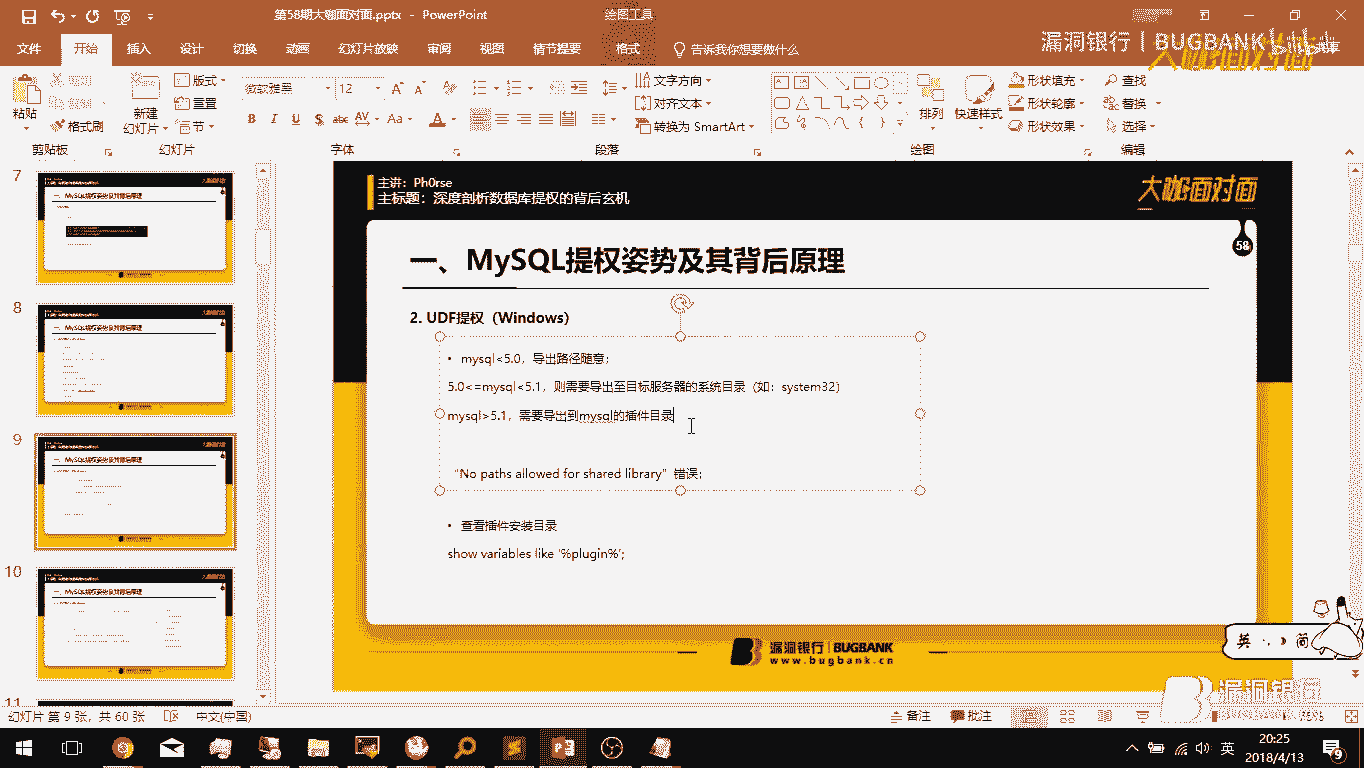 第58期大咖面对面.pptx - PowerPoint
绘图工具
文件 开始 插入 设计 切换 动画 幻灯片放映 审阅 视图 情节提要 格式 告诉我你想要做什么
漏洞银行 | BUGBANK
大咖面对面
共享
粘贴
格式刷
新建
幻灯片
版式
重置
节
微软雅黑 12
B I U S abc AV Aa A
文字方向
对齐文本
转换为 SmartArt
排列
快速样式
形状填充
形状轮廓
形状效果
查找
替换
选择
剪贴板 幻灯片 字体 段落 绘图 编辑
7
8
9
10
11
主讲：Ph0rse
主标题：深度剖析数据库提权的背后玄机
大咖面对面
58
一、MySQL提权姿势及其背后原理
2. UDF提权（Windows）
• mysql<5.0，导出路径随意；
5.0<=mysql<5.1，则需要导出至目标服务器的系统目录（如：system32）
mysql>5.1，需要导出到mysql的插件目录
“No paths allowed for shared library”错误；
• 查看插件安装目录
show variables like '%plugin%';
漏洞银行 | BUGBANK
www.bugbank.cn
英 简
漏洞银行
幻灯片 第 9 张，共 60 张 中文(中国)
备注 批注
英
20:25
2018/4/13
9